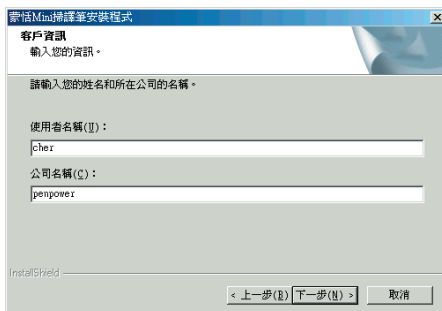 蒙恬Mini掃譯筆安裝程式
客戶資訊
輸入您的資訊。
請輸入您的姓名和所在公司的名稱。
使用者名稱(U)：
cher
公司名稱(C)：
penpower
InstallShield
< 上一步(B) 下一步(N) > 取消